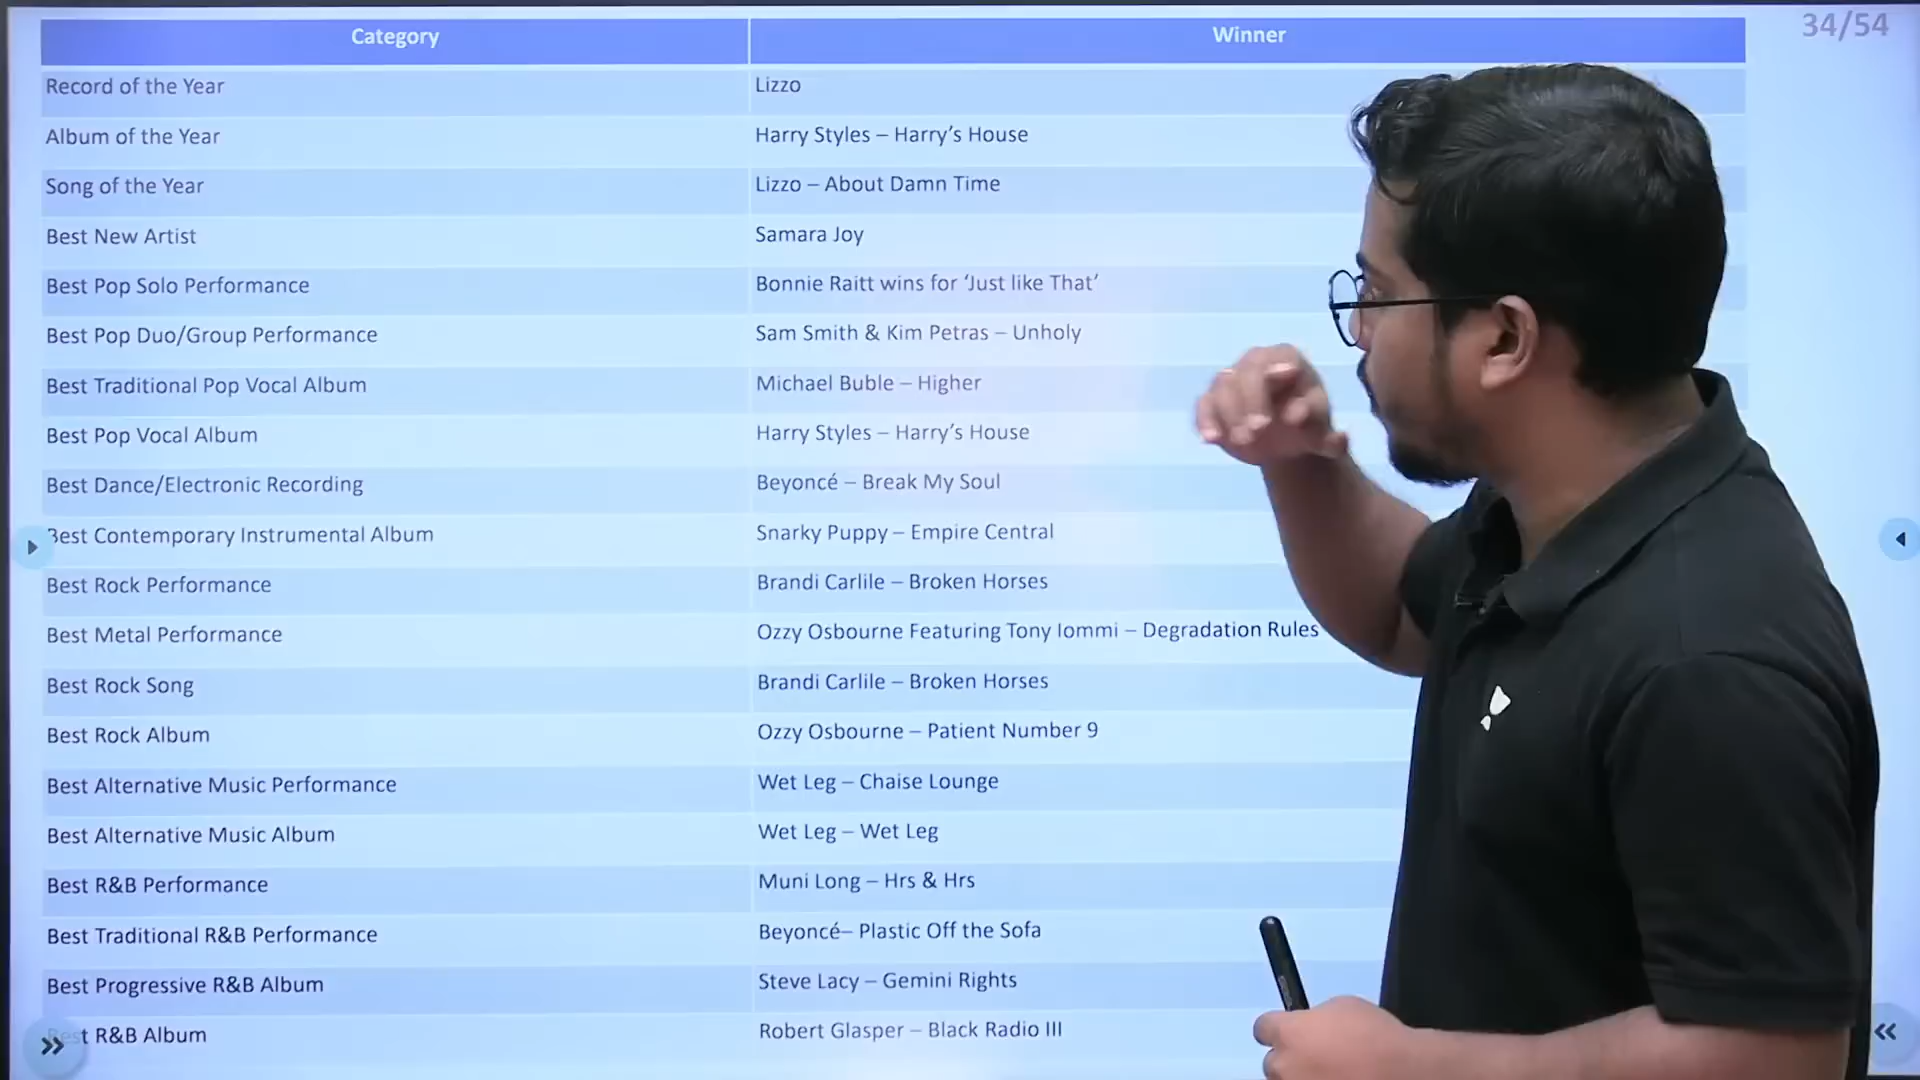 34/54
Category Winner
Record of the Year Lizzo
Album of the Year Harry Styles – Harry’s House
Song of the Year Lizzo – About Damn Time
Best New Artist Samara Joy
Best Pop Solo Performance Bonnie Raitt wins for ‘Just like That’
Best Pop Duo/Group Performance Sam Smith & Kim Petras – Unholy
Best Traditional Pop Vocal Album Michael Buble – Higher
Best Pop Vocal Album Harry Styles – Harry’s House
Best Dance/Electronic Recording Beyoncé – Break My Soul
Best Contemporary Instrumental Album Snarky Puppy – Empire Central
Best Rock Performance Brandi Carlile – Broken Horses
Best Metal Performance Ozzy Osbourne Featuring Tony Iommi – Degradation Rules
Best Rock Song Brandi Carlile – Broken Horses
Best Rock Album Ozzy Osbourne – Patient Number 9
Best Alternative Music Performance Wet Leg – Chaise Lounge
Best Alternative Music Album Wet Leg – Wet Leg
Best R&B Performance Muni Long – Hrs & Hrs
Best Traditional R&B Performance Beyoncé– Plastic Off the Sofa
Best Progressive R&B Album Steve Lacy – Gemini Rights
Best R&B Album Robert Glasper – Black Radio III